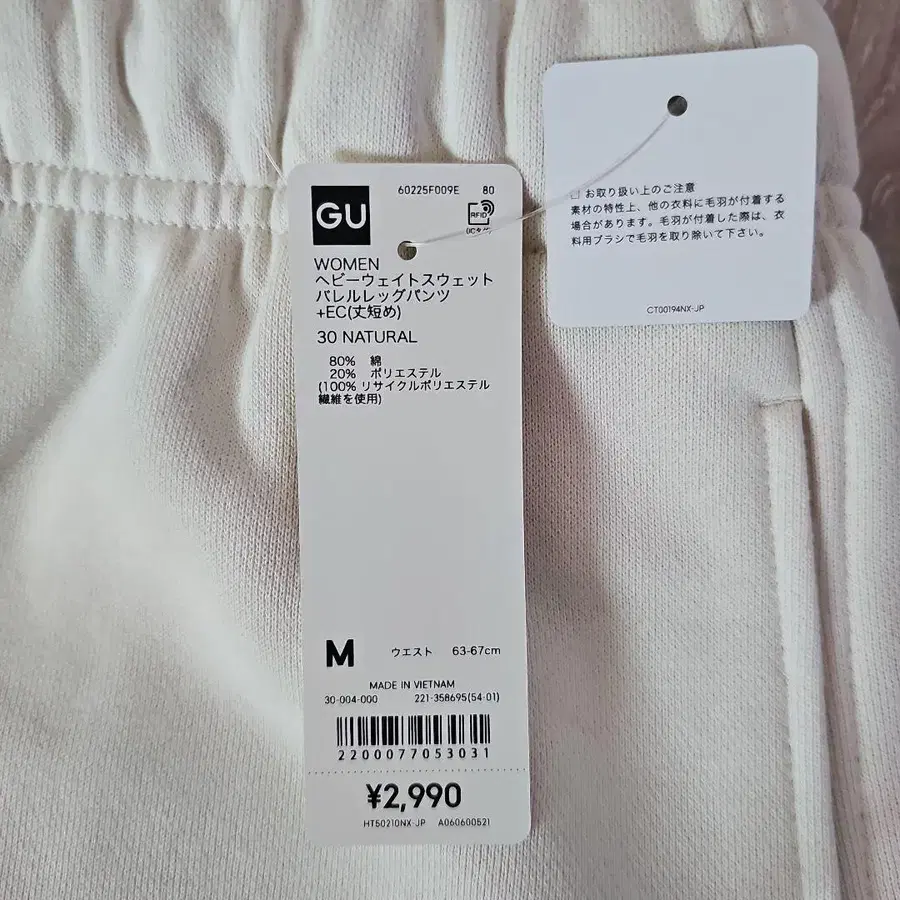 60225F009E 80
GU
RFID
(ICタグ)
WOMEN
ヘビーウェイトスウェット
バレルレッグパンツ
+EC(丈短め)
30 NATURAL
80% 綿
20% ポリエステル
(100% リサイクルポリエステル
繊維を使用)
M ウエスト 63-67cm
MADE IN VIETNAM
30-004-000 221-358695(54-01)
2200077053031
¥2,990
HT50210NX-JP A060600521
□ お取り扱い上のご注意
素材の特性上、他の衣料に毛羽が付着する
場合があります。毛羽が付着した際は、衣
料用ブラシで毛羽を取り除いて下さい。
CT00194NX-JP